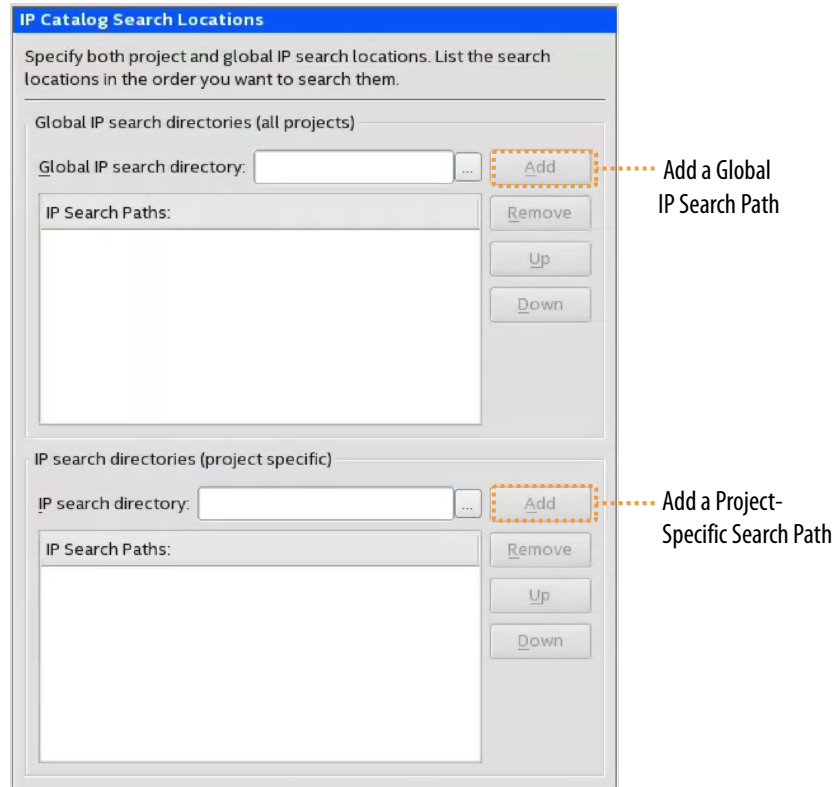 IP Catalog Search Locations
Specify both project and global IP search locations. List the search
locations in the order you want to search them.
Global IP search directories (all projects)
Global IP search directory:
...
Add
Add a Global
IP Search Path
IP Search Paths:
Remove
Up
Down
IP search directories (project specific)
IP search directory:
...
Add
Add a Project-
Specific Search Path
IP Search Paths:
Remove
Up
Down